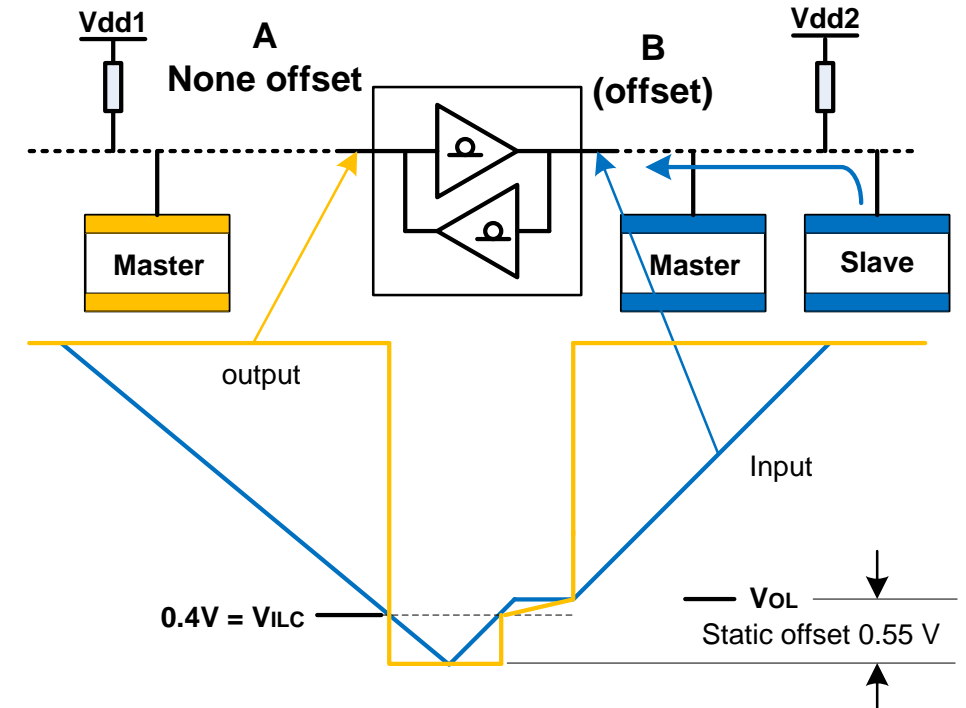 Vdd1
Vdd2
A
None offset
B
(offset)
Master
Master
Slave
output
Input
0.4V = VILC
VOL
Static offset 0.55 V